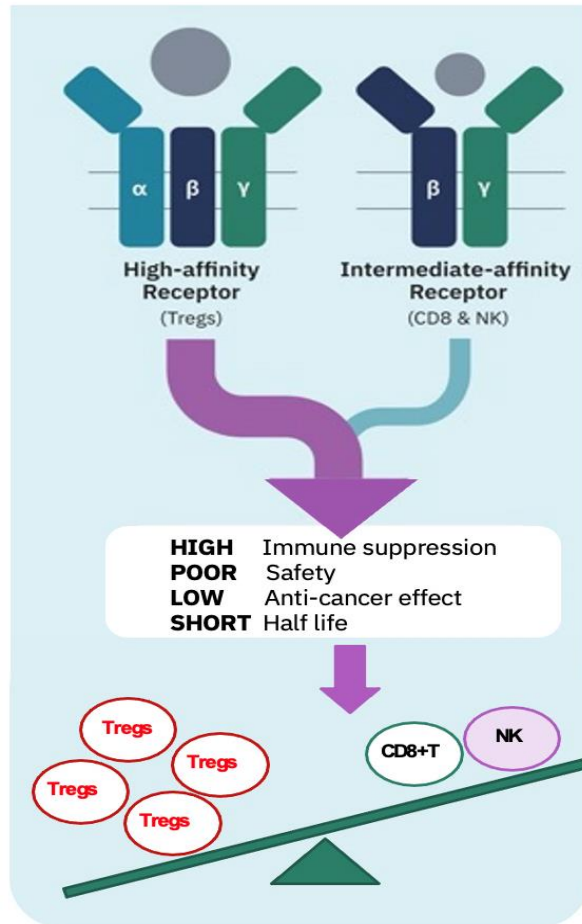 α β γ
β γ
High-affinity
Receptor
(Tregs)
Intermediate-affinity
Receptor
(CD8 & NK)
HIGH Immune suppression
POOR Safety
LOW Anti-cancer effect
SHORT Half life
Tregs
Tregs
Tregs
Tregs
CD8+T
NK